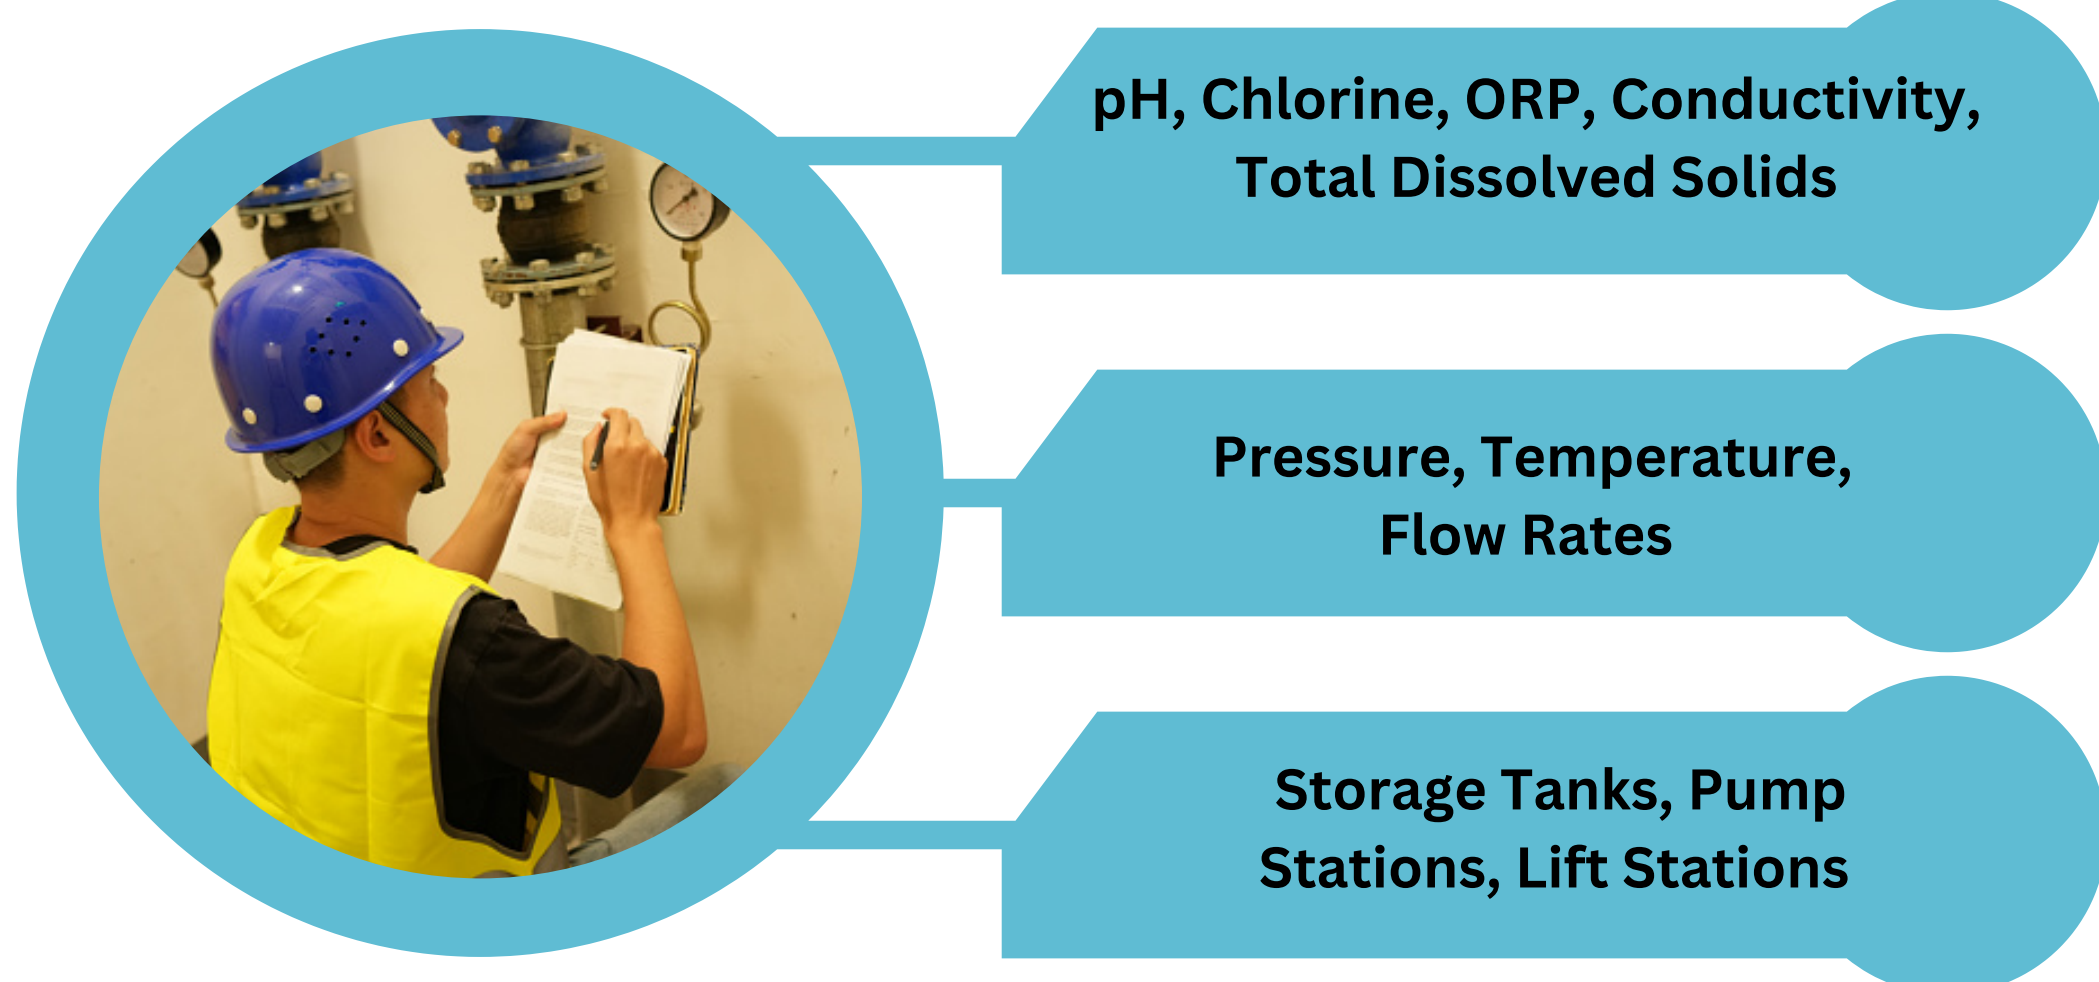 pH, Chlorine, ORP, Conductivity,
Total Dissolved Solids
Pressure, Temperature,
Flow Rates
Storage Tanks, Pump
Stations, Lift Stations